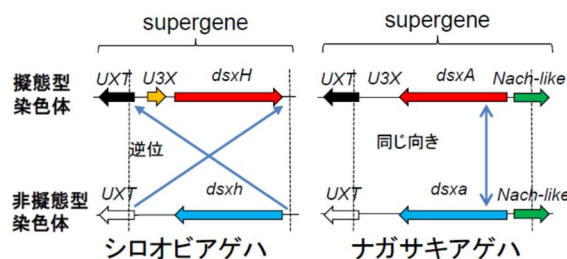 supergene supergene
擬態型
染色体
UXT U3X dsxH UXT U3X dsxA Nach-like
逆位 同じ向き
非擬態型
染色体
UXT dsxh UXT dsxa Nach-like
シロオビアゲハ ナガサキアゲハ